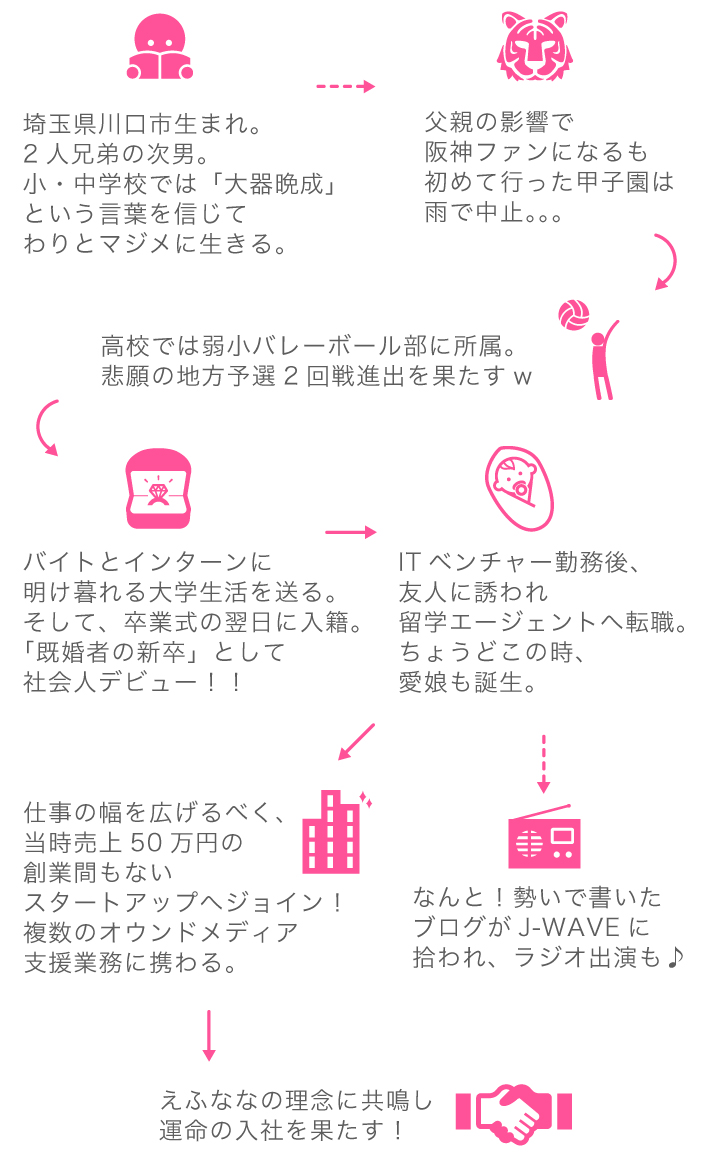 埼玉県川口市生まれ。
2人兄弟の次男。
小・中学校では「大器晩成」
という言葉を信じて
わりとマジメに生きる。
父親の影響で
阪神ファンになるも
初めて行った甲子園は
雨で中止。。。
高校では弱小バレーボール部に所属。
悲願の地方予選2回戦進出を果たすw
バイトとインターンに
明け暮れる大学生活を送る。
そして、卒業式の翌日に入籍。
「既婚者の新卒」として
社会人デビュー！！
ITベンチャー勤務後、
友人に誘われ
留学エージェントへ転職。
ちょうどこの時、
愛娘も誕生。
仕事の幅を広げるべく、
当時売上50万円の
創業間もない
スタートアップへジョイン！
複数のオウンドメディア
支援業務に携わる。
なんと！勢いで書いた
ブログがJ-WAVEに
拾われ、ラジオ出演も♪
えふななの理念に共鳴し
運命の入社を果たす！